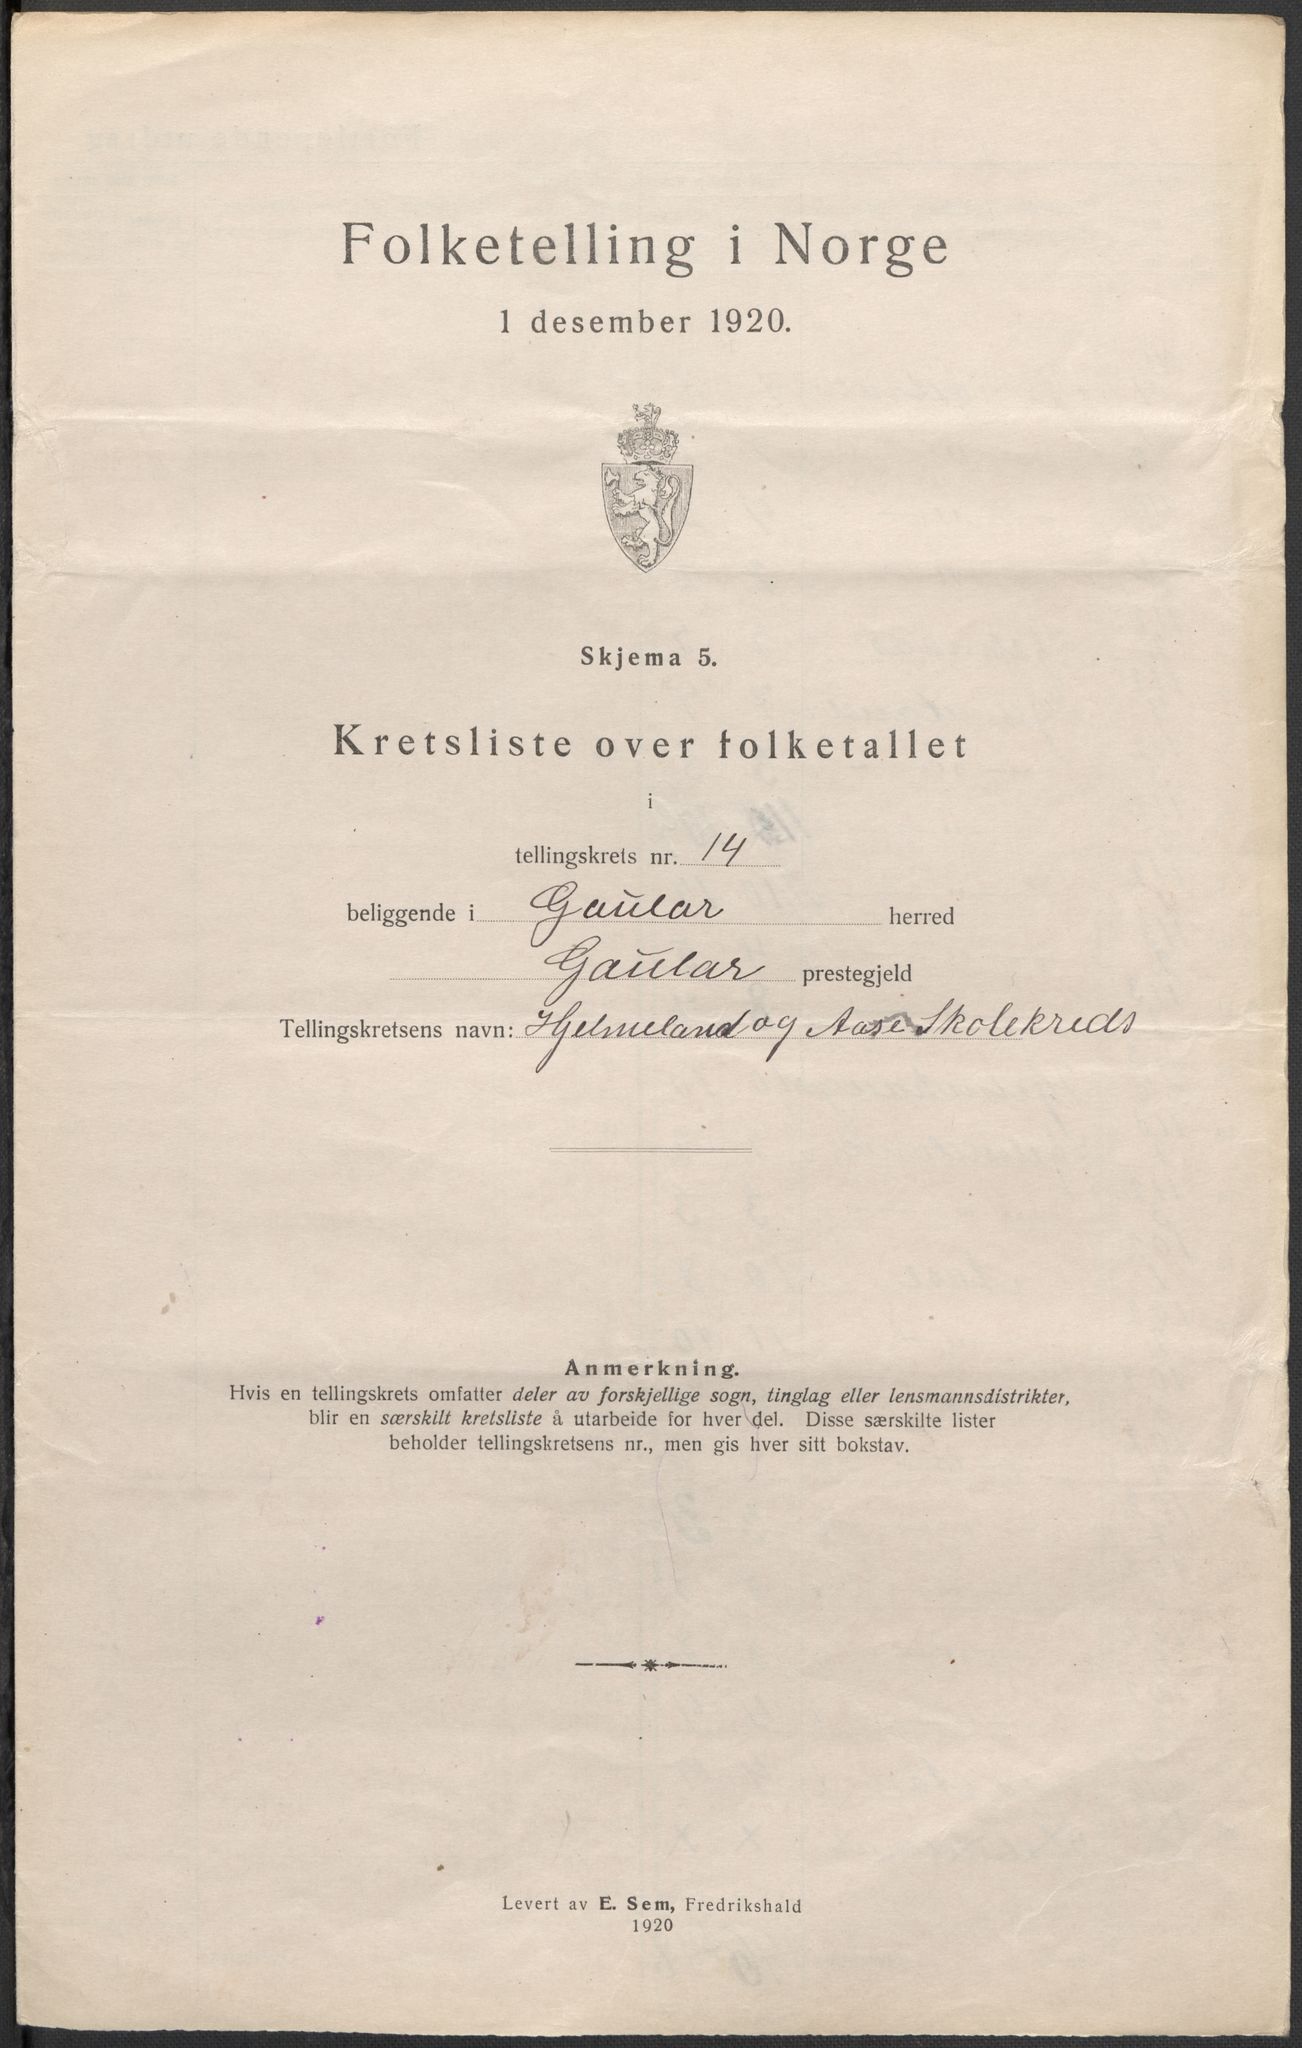 Folketelling i Norge
1 desember 1920.
Skjema 5.
Kretsliste over folketallet
i
tellingskrets nr. 14
beliggende i Gaular herred
Gaular prestegjeld
Tellingskretsens navn: Hjelmeland og Aase Skolekreds
Anmerkning.
Hvis en tellingskrets omfatter deler av forskjellige sogn, tinglag eller lensmannsdistrikter,
blir en særskilt kretsliste å utarbeide for hver del. Disse særskilte lister
beholder tellingskretsens nr., men gis hver sitt bokstav.
Levert av E. Sem, Fredrikshald
1920